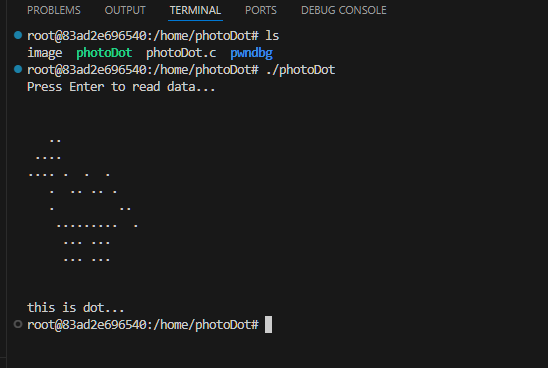 PROBLEMS OUTPUT TERMINAL PORTS DEBUG CONSOLE
root@83ad2e696540:/home/photoDot# ls
image  photoDot  photoDot.c  pwndbg
root@83ad2e696540:/home/photoDot# ./photoDot
Press Enter to read data...
   ..
 ....
.... .  .  .
   .  .. .. .
   .         ..
    .........  .
     ... ...
     ... ...
this is dot...
root@83ad2e696540:/home/photoDot#